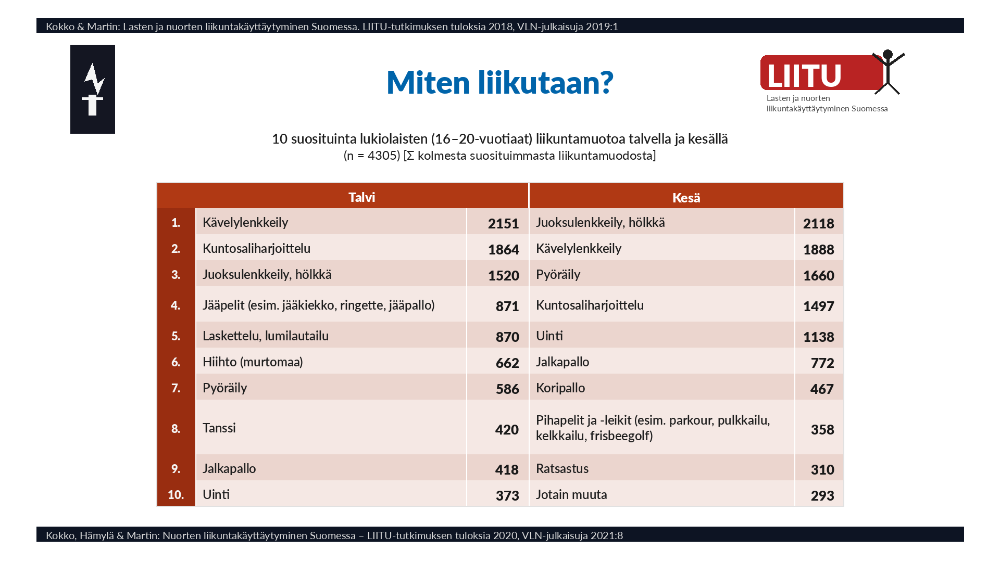 Kokko & Martin: Lasten ja nuorten liikuntakäyttäytyminen Suomessa. LIITU-tutkimuksen tuloksia 2018, VLN-julkaisuja 2019:1
Miten liikutaan?
LIITU
Lasten ja nuorten
liikuntakäyttäytyminen Suomessa
10 suosituinta lukiolaisten (16–20-vuotiaat) liikuntamuotoa talvella ja kesällä
(n = 4305) [Σ kolmesta suosituimmasta liikuntamuodosta]
Talvi Kesä
1. Kävelylenkkeily 2151 Juoksulenkkeily, hölkkä 2118
2. Kuntosaliharjoittelu 1864 Kävelylenkkeily 1888
3. Juoksulenkkeily, hölkkä 1520 Pyöräily 1660
4. Jääpelit (esim. jääkiekko, ringette, jääpallo) 871 Kuntosaliharjoittelu 1497
5. Laskettelu, lumilautailu 870 Uinti 1138
6. Hiihto (murtomaa) 662 Jalkapallo 772
7. Pyöräily 586 Koripallo 467
8. Tanssi 420 Pihapelit ja -leikit (esim. parkour, pulkkailu,
kelkkailu, frisbeegolf) 358
9. Jalkapallo 418 Ratsastus 310
10. Uinti 373 Jotain muuta 293
Kokko, Hämylä & Martin: Nuorten liikuntakäyttäytyminen Suomessa – LIITU-tutkimuksen tuloksia 2020, VLN-julkaisuja 2021:8